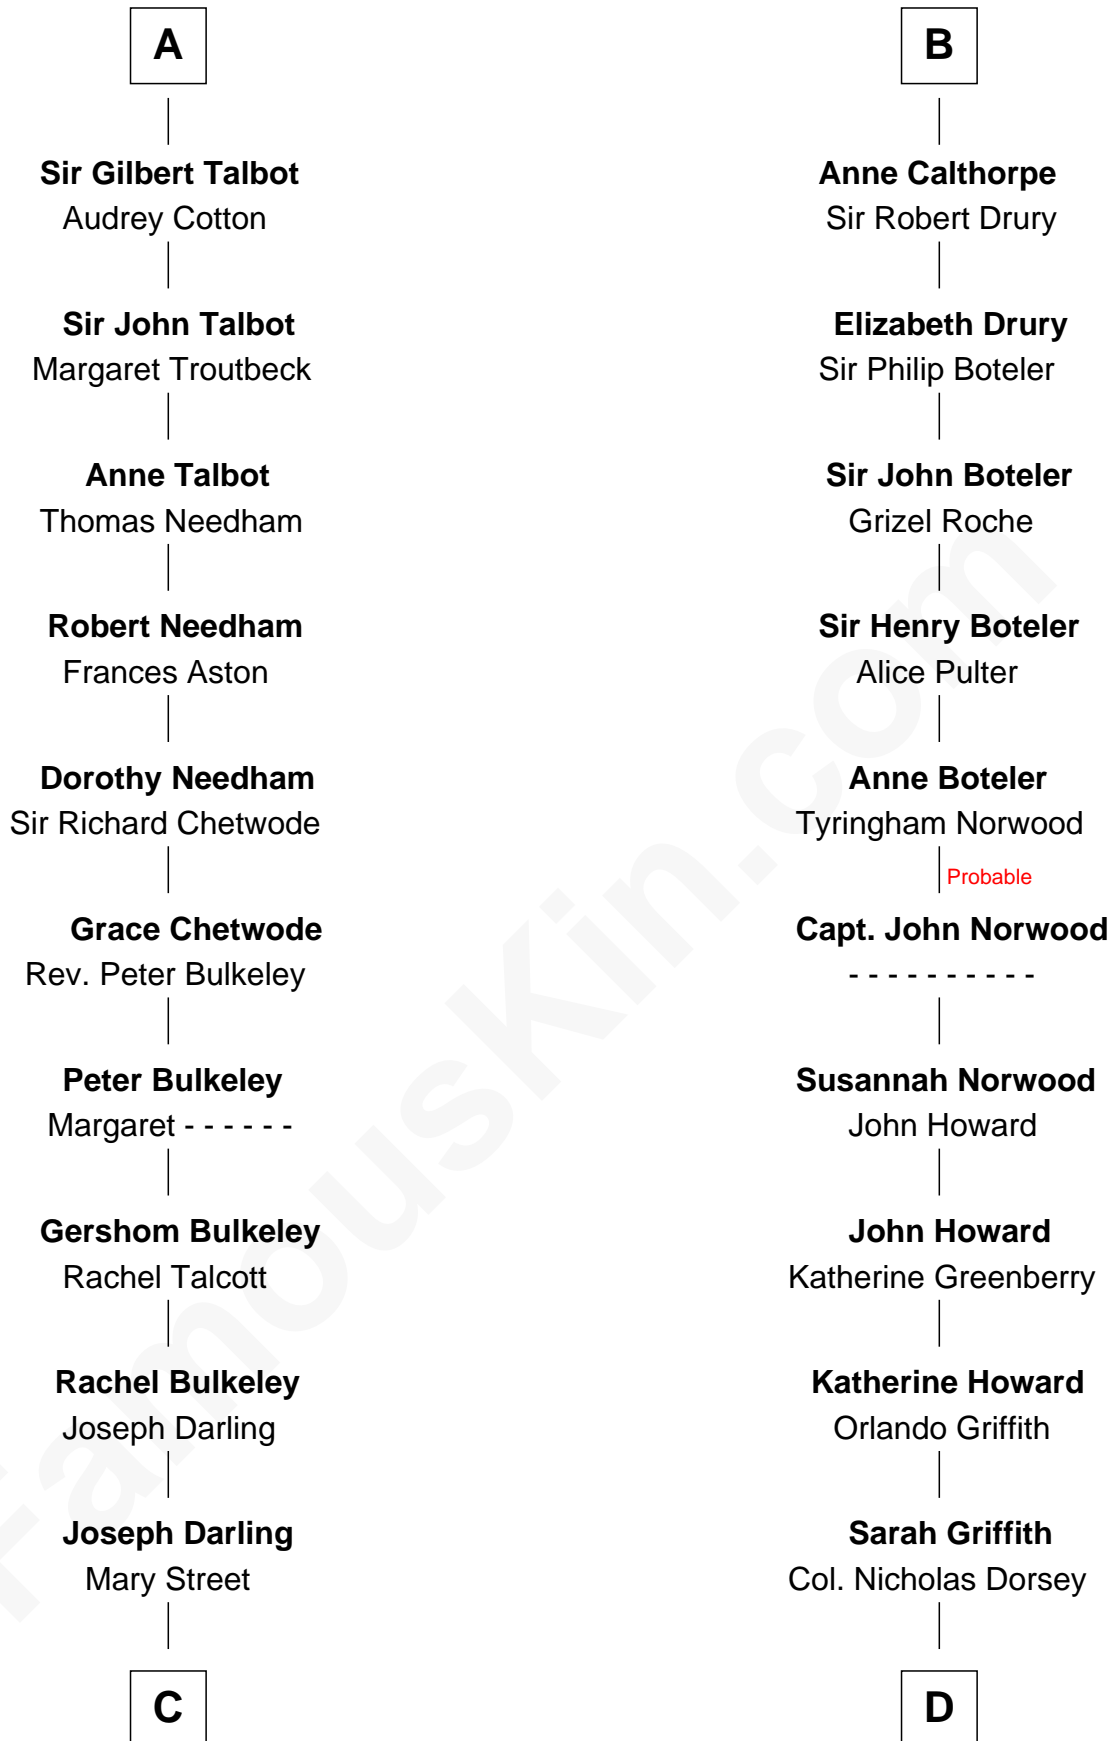 A
Sir Gilbert Talbot
Audrey Cotton
Sir John Talbot
Margaret Troutbeck
Anne Talbot
Thomas Needham
Robert Needham
Frances Aston
Dorothy Needham
Sir Richard Chetwode
Grace Chetwode
Rev. Peter Bulkeley
Peter Bulkeley
Margaret - - - - - -
Gershom Bulkeley
Rachel Talcott
Rachel Bulkeley
Joseph Darling
Joseph Darling
Mary Street
C
B
Anne Calthorpe
Sir Robert Drury
Elizabeth Drury
Sir Philip Boteler
Sir John Boteler
Grizel Roche
Sir Henry Boteler
Alice Pulter
Anne Boteler
Tyringham Norwood
Probable
Capt. John Norwood
- - - - - - - - - -
Susannah Norwood
John Howard
John Howard
Katherine Greenberry
Katherine Howard
Orlando Griffith
Sarah Griffith
Col. Nicholas Dorsey
D
FamousKin.com